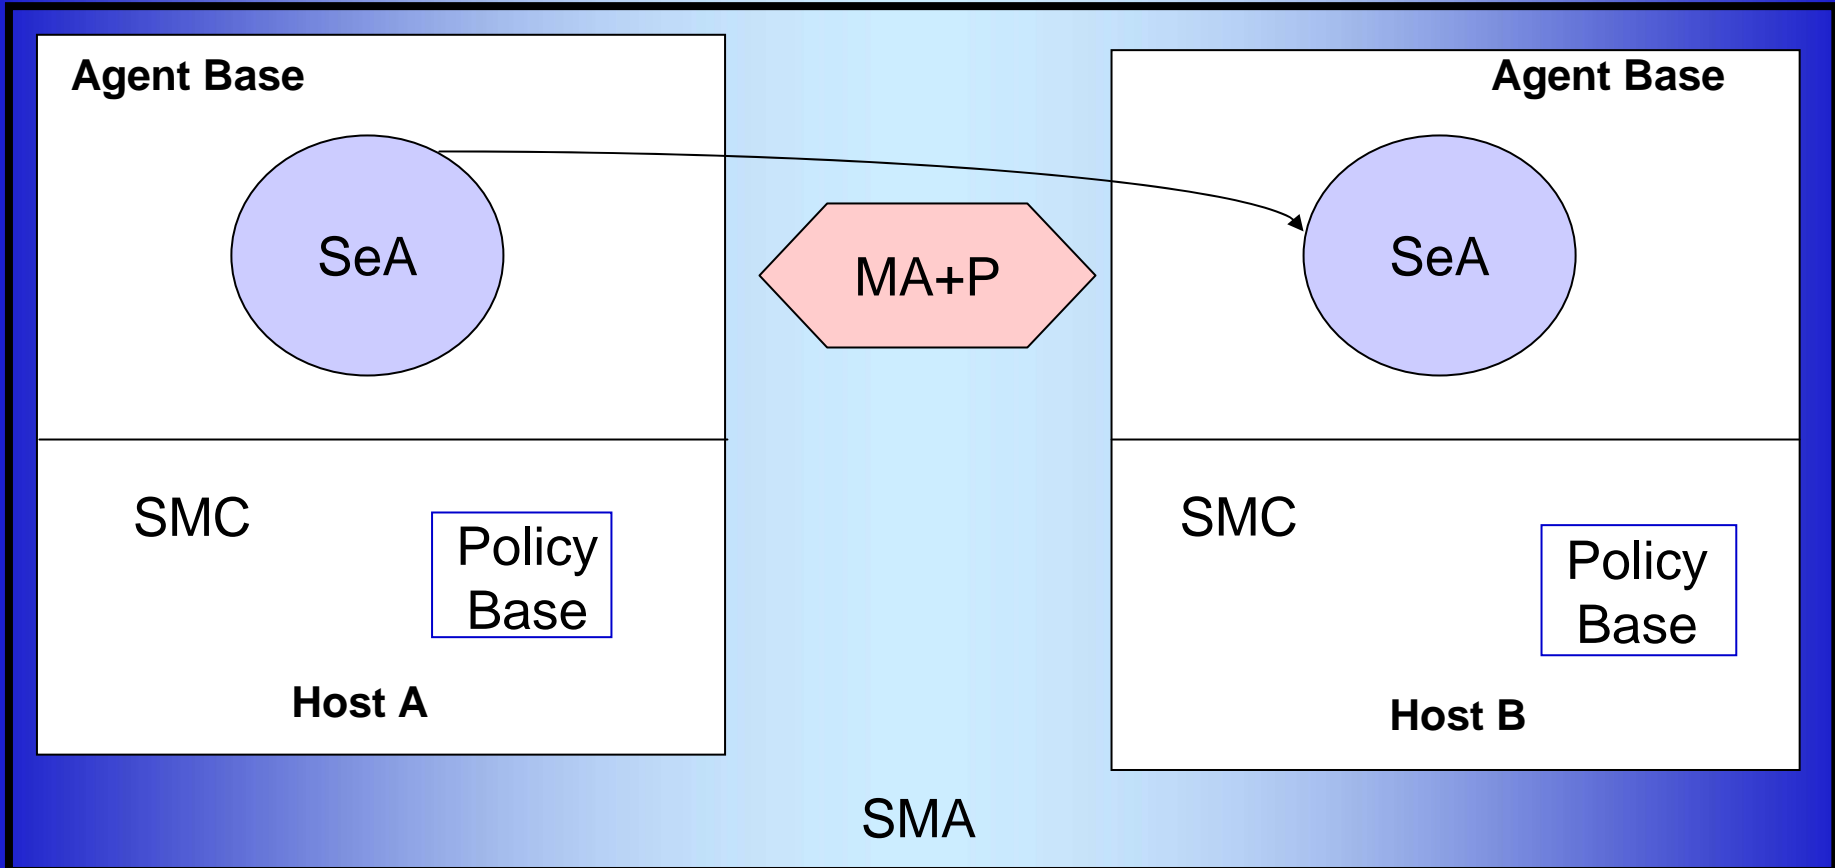 Agent Base
SeA
SMC
Policy
Base
Host A
MA+P
Agent Base
SeA
SMC
Policy
Base
Host B
SMA